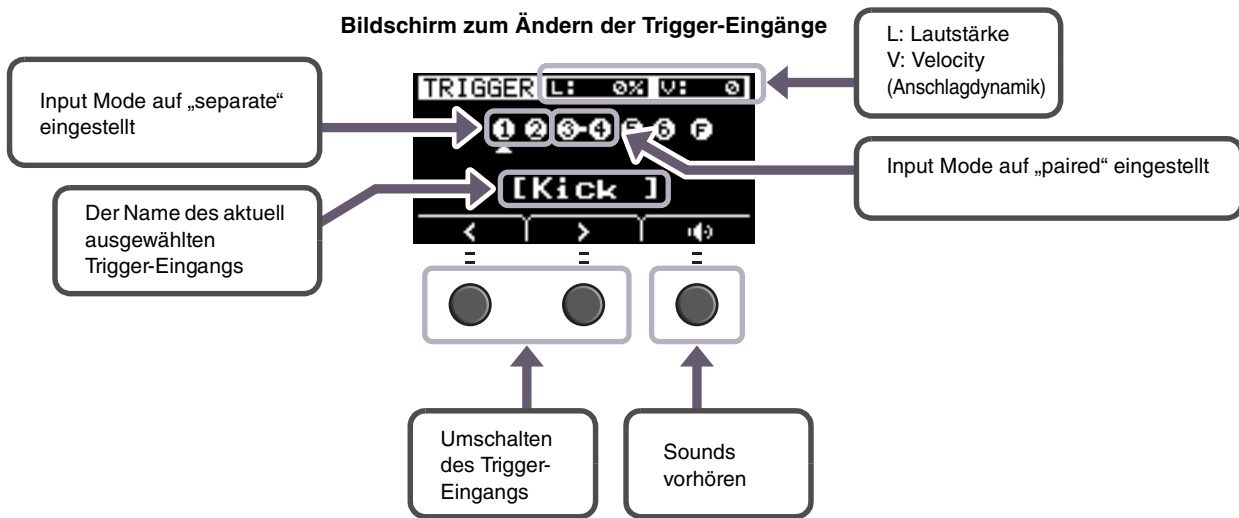 Bildschirm zum Ändern der Trigger-Eingänge
L: Lautstärke
V: Velocity
(Anschlagdynamik)
Input Mode auf „separate“
eingestellt
TRIGGER L: 0% V: 0
1 2 3-4 5 6 F
Input Mode auf „paired“ eingestellt
[Kick ]
Der Name des aktuell
ausgewählten
Trigger-Eingangs
< >
Umschalten
des Trigger-
Eingangs
Sounds
vorhören